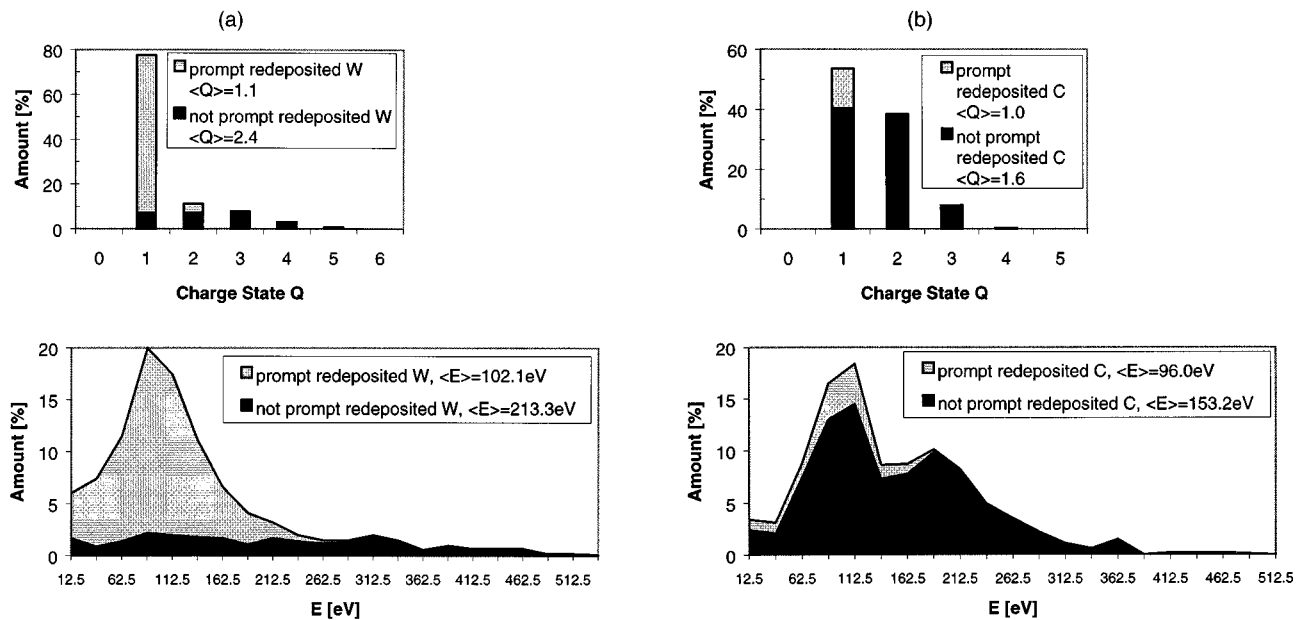 (a)
80
60
40
20
0
Amount [%]
prompt redeposited W
<Q>=1.1
not prompt redeposited W
<Q>=2.4
0 1 2 3 4 5 6
Charge State Q
(b)
60
40
20
0
Amount [%]
prompt
redeposited C
<Q>=1.0
not prompt
redeposited C
<Q>=1.6
0 1 2 3 4 5
Charge State Q
20
15
10
5
0
Amount [%]
prompt redeposited W, <E>=102.1eV
not prompt redeposited W, <E>=213.3eV
12.5 62.5 112.5 162.5 212.5 262.5 312.5 362.5 412.5 462.5 512.5
E [eV]
20
15
10
5
0
Amount [%]
prompt redeposited C, <E>=96.0eV
not prompt redeposited C, <E>=153.2eV
12.5 62.5 112.5 162.5 212.5 262.5 312.5 362.5 412.5 462.5 512.5
E [eV]